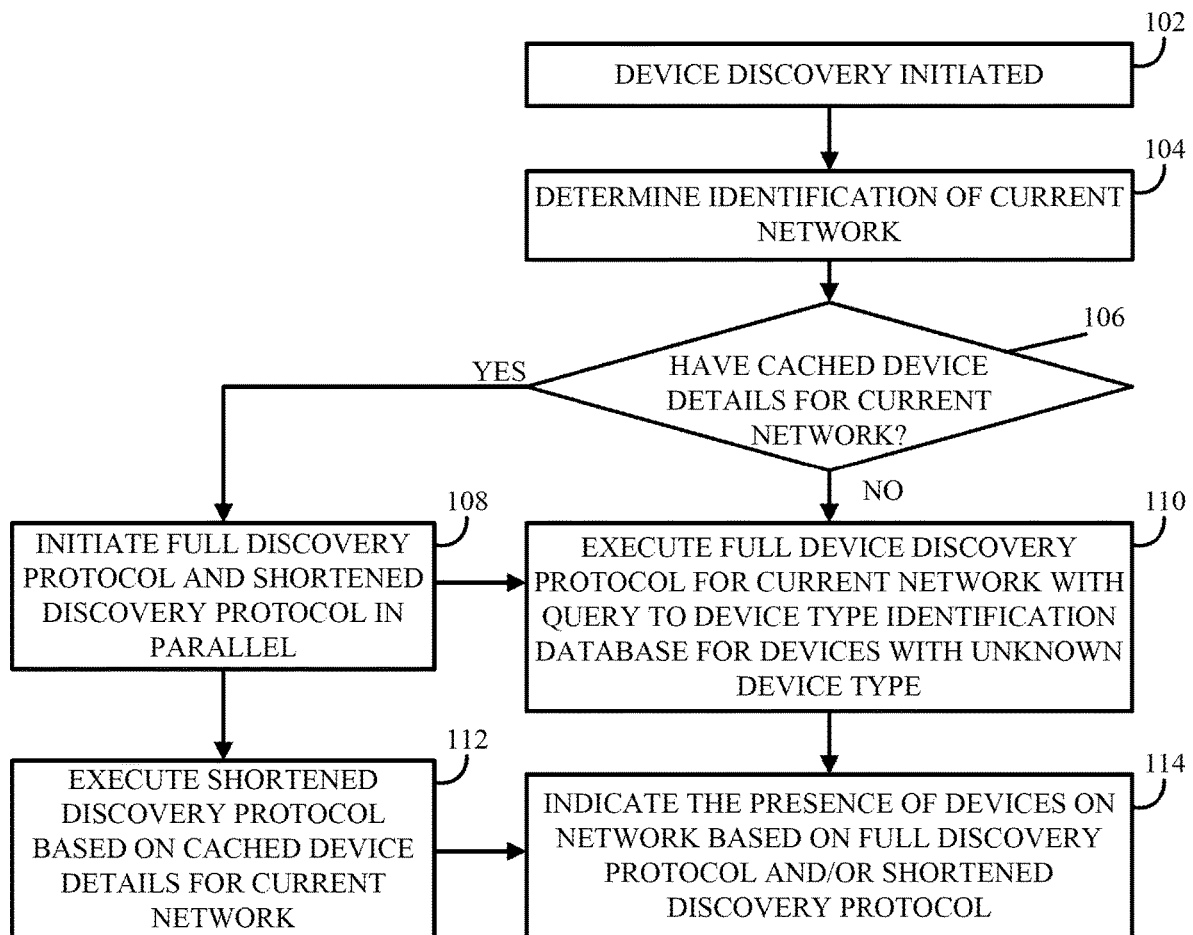 102
DEVICE DISCOVERY INITIATED
104
DETERMINE IDENTIFICATION OF CURRENT
NETWORK
106
HAVE CACHED DEVICE
DETAILS FOR CURRENT
NETWORK?
YES
NO
108
INITIATE FULL DISCOVERY
PROTOCOL AND SHORTENED
DISCOVERY PROTOCOL IN
PARALLEL
110
EXECUTE FULL DEVICE DISCOVERY
PROTOCOL FOR CURRENT NETWORK WITH
QUERY TO DEVICE TYPE IDENTIFICATION
DATABASE FOR DEVICES WITH UNKNOWN
DEVICE TYPE
112
EXECUTE SHORTENED
DISCOVERY PROTOCOL
BASED ON CACHED DEVICE
DETAILS FOR CURRENT
NETWORK
114
INDICATE THE PRESENCE OF DEVICES ON
NETWORK BASED ON FULL DISCOVERY
PROTOCOL AND/OR SHORTENED
DISCOVERY PROTOCOL